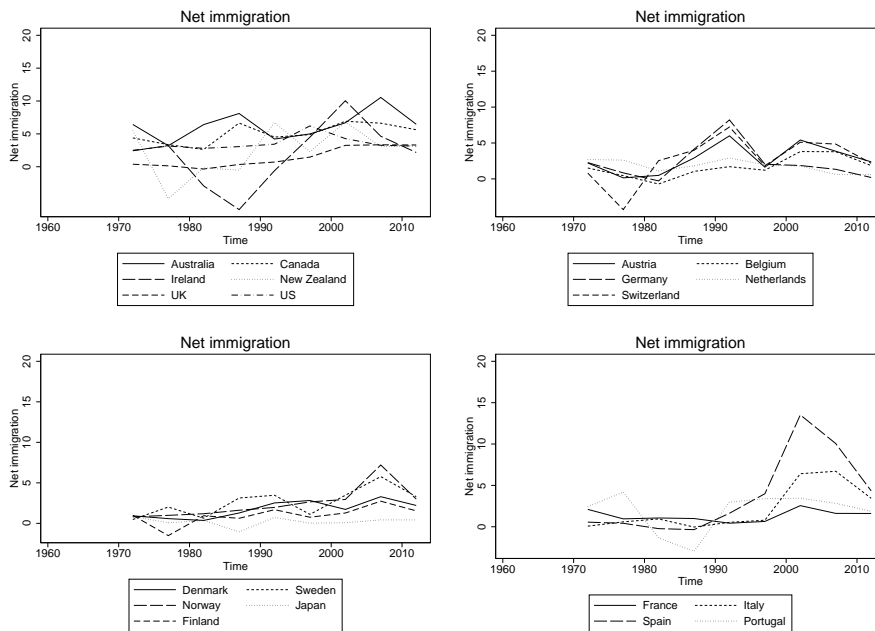 Net immigration
20
15
10
5
0
Net immigration
1960 1970 1980 1990 2000 2010
Time
Australia Canada
Ireland New Zealand
UK US
Net immigration
20
15
10
5
0
Net immigration
1960 1970 1980 1990 2000 2010
Time
Austria Belgium
Germany Netherlands
Switzerland
Net immigration
20
15
10
5
0
Net immigration
1960 1970 1980 1990 2000 2010
Time
Denmark Sweden
Norway Japan
Finland
Net immigration
20
15
10
5
0
Net immigration
1960 1970 1980 1990 2000 2010
Time
France Italy
Spain Portugal